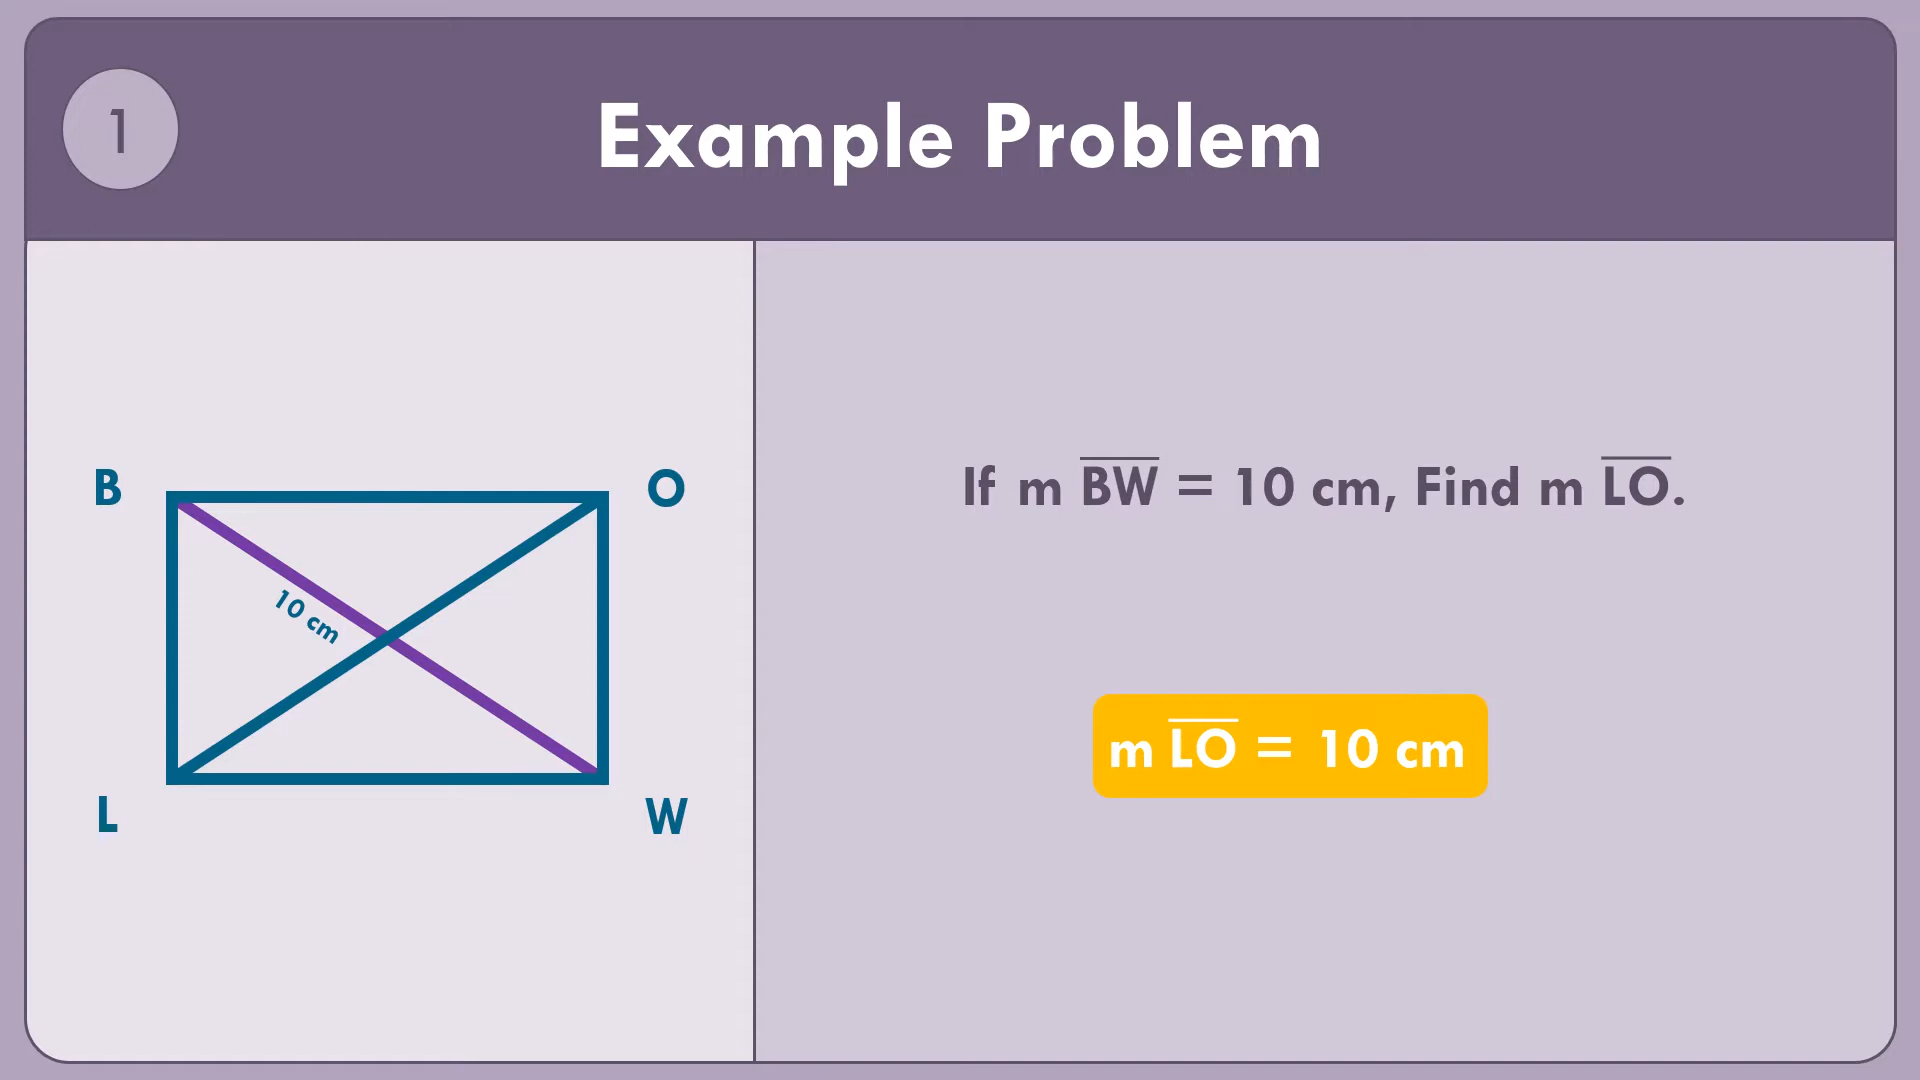 1
Example Problem
B
O
10 cm
L
W
If m BW = 10 cm, Find m LO.
m LO = 10 cm